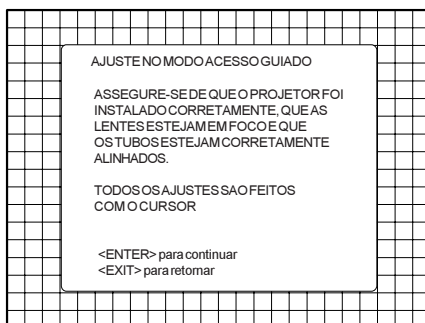 AJUSTE NO MODO ACESSO GUIADO
ASSEGURE-SE DE QUE O PROJETOR FOI
INSTALADO CORRETAMENTE, QUE AS
LENTES ESTEJAM EM FOCO E QUE
OS TUBOS ESTEJAM CORRETAMENTE
ALINHADOS.
TODOS OS AJUSTES SAO FEITOS
COM O CURSOR
<ENTER> para continuar
<EXIT> para retornar